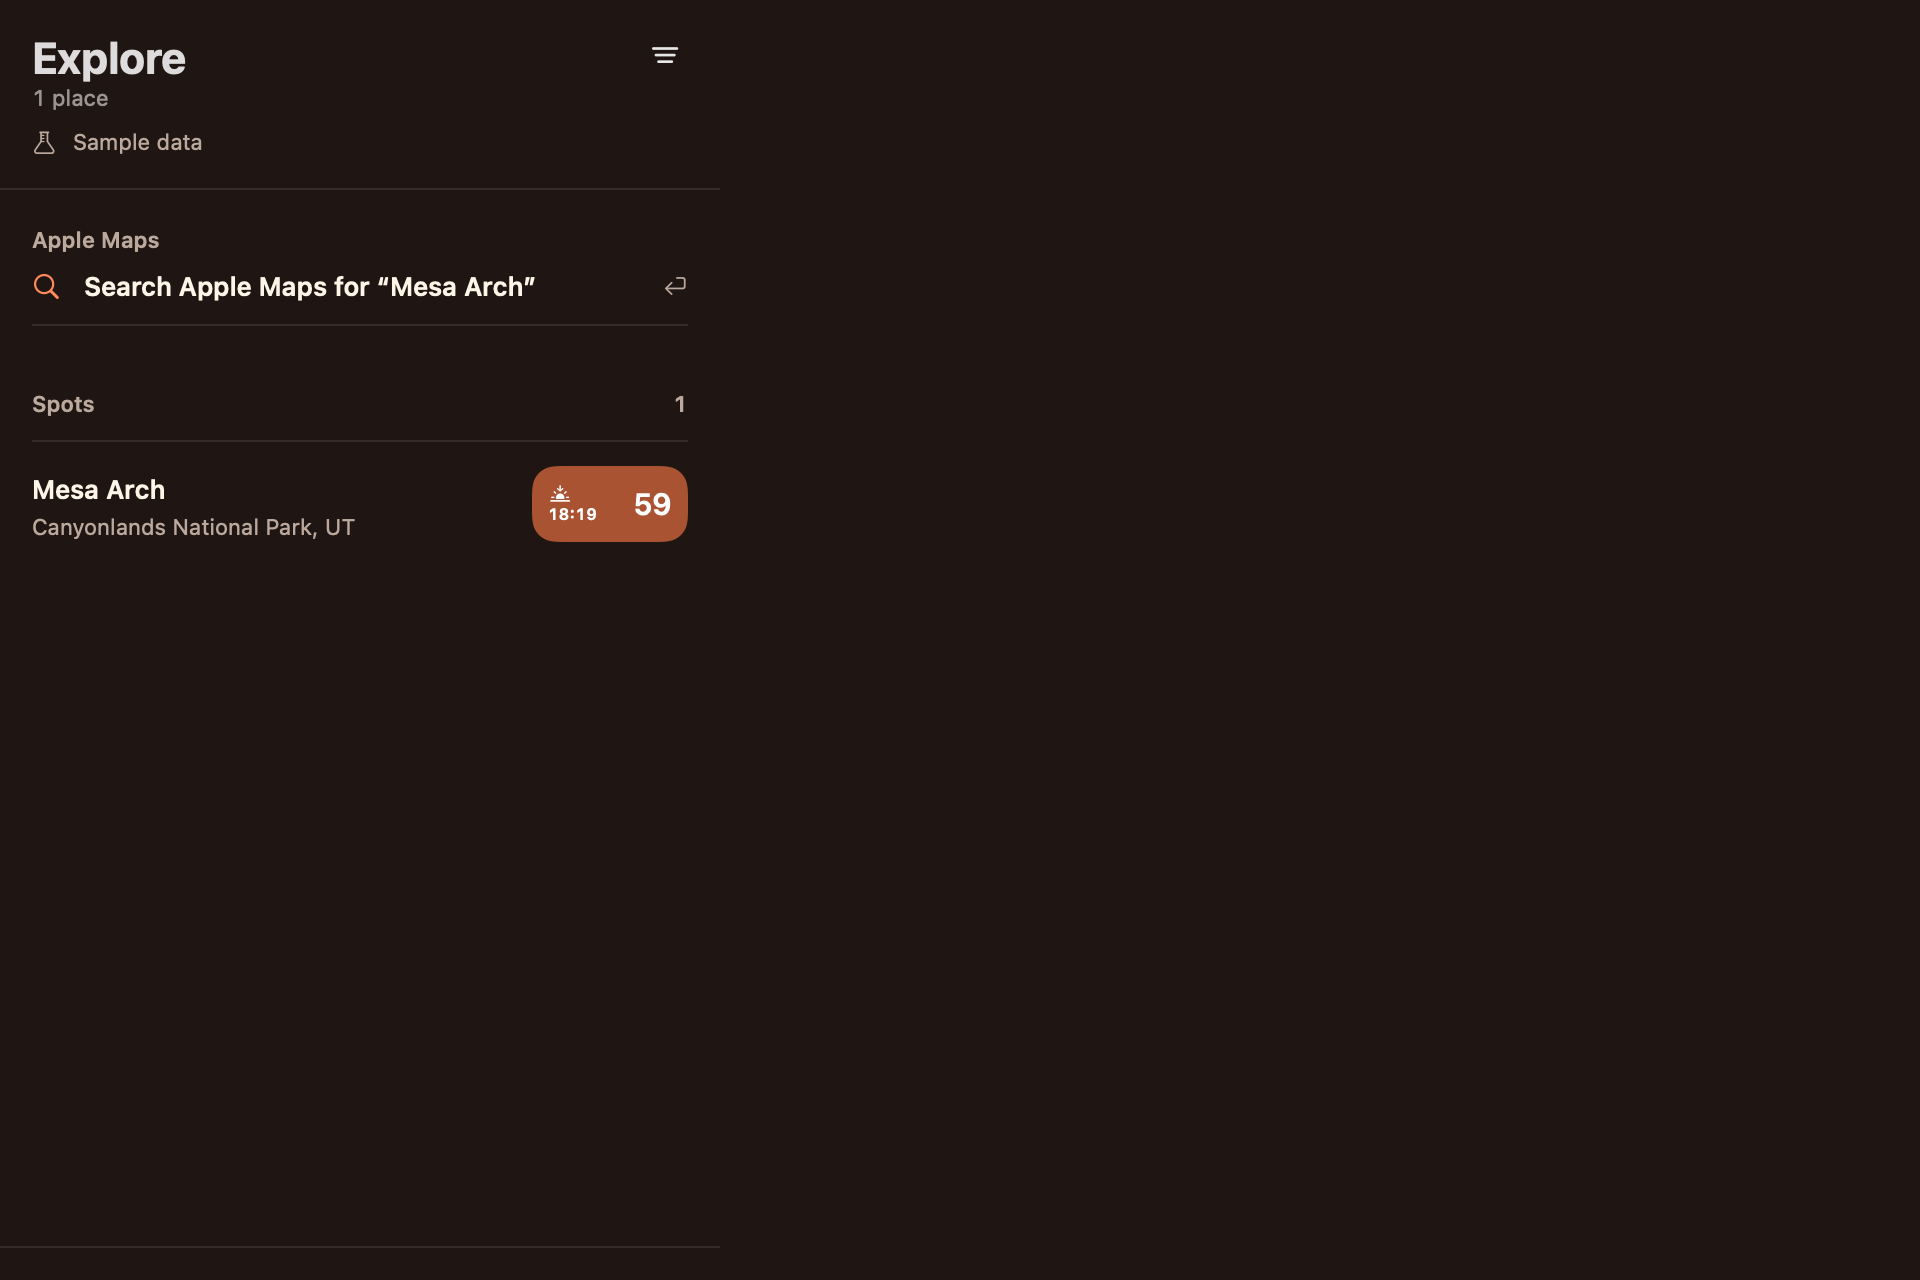 Explore
1 place
Sample data
Apple Maps
Search Apple Maps for “Mesa Arch”
Spots 1
Mesa Arch
Canyonlands National Park, UT
18:19 59